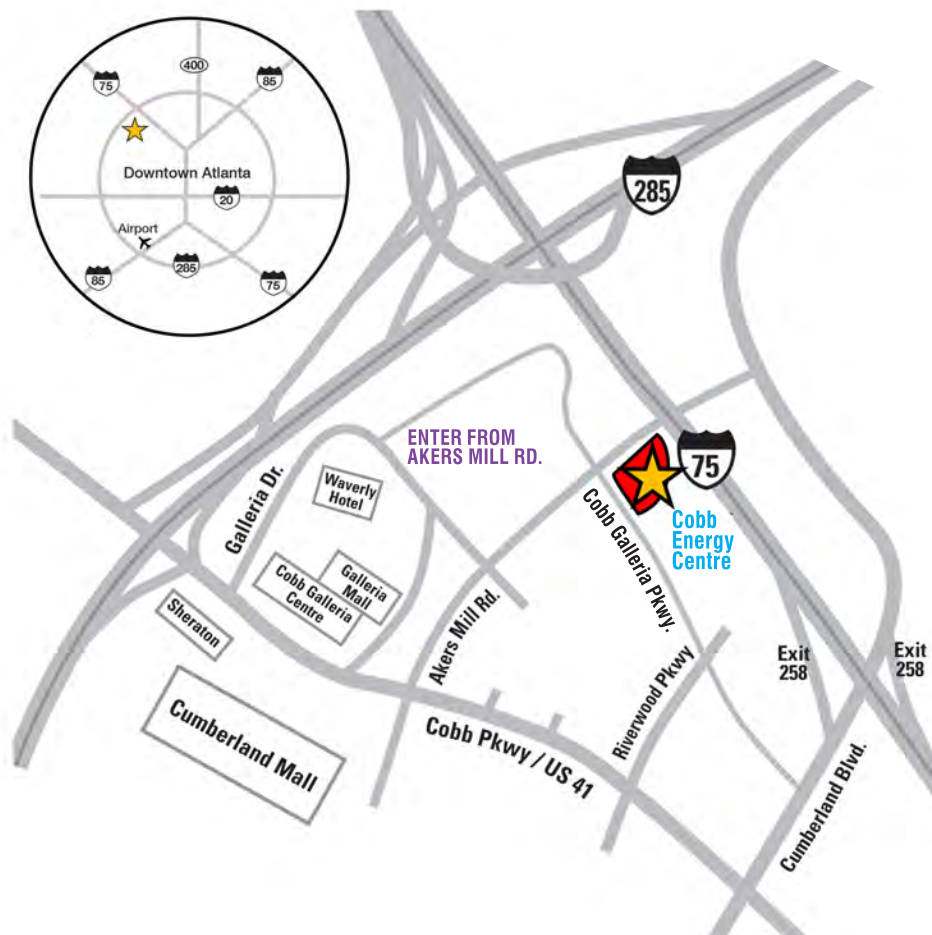 400
75
85
Downtown Atlanta
20
Airport
85
285
75
285
ENTER FROM
AKERS MILL RD.
75
Galleria Dr.
Waverly
Hotel
Cobb
Energy
Centre
Cobb Galleria Pkwy.
Galleria
Mall
Cobb Galleria
Centre
Sheraton
Akers Mill Rd.
Riverwood Pkwy
Exit
258
Exit
258
Cumberland Mall
Cobb Pkwy / US 41
Cumberland Blvd.